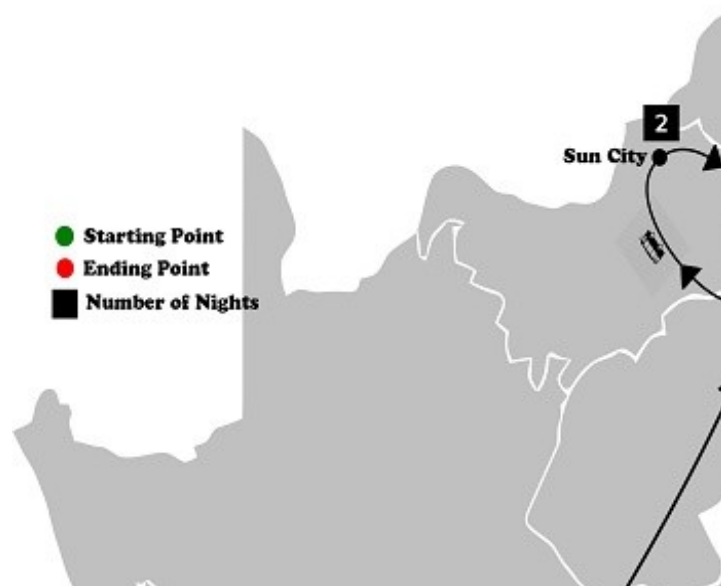 2
Sun City
Starting Point
Ending Point
Number of Nights